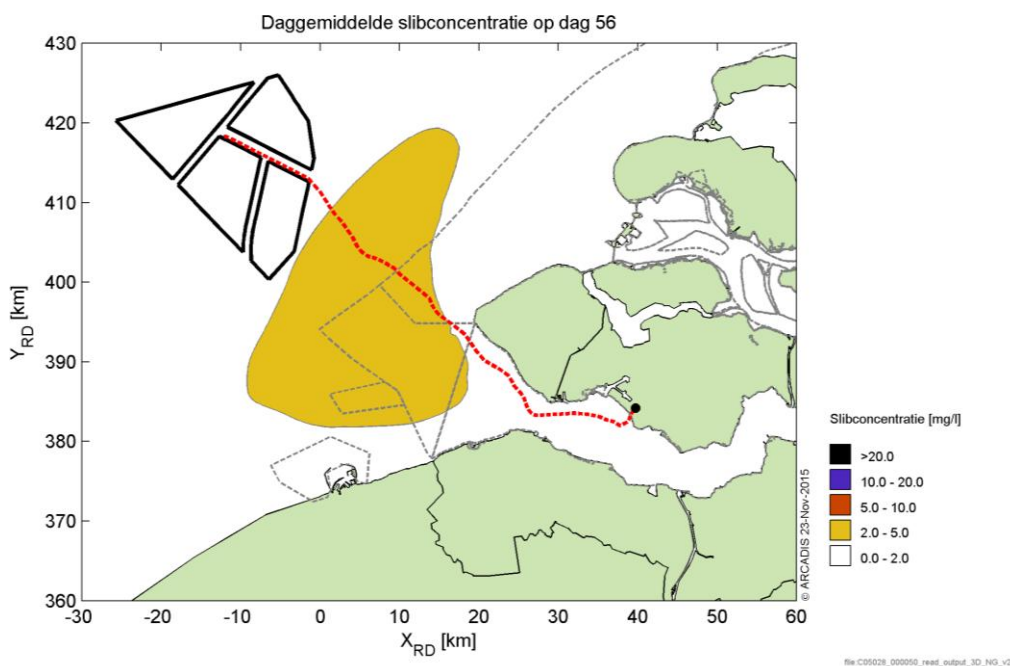 Daggemiddelde slibconcentratie op dag 56
430
420
410
400
390
380
370
360
Y_RD [km]
-30 -20 -10 0 10 20 30 40 50 60
X_RD [km]
Slibconcentratie [mg/l]
>20.0
10.0 - 20.0
5.0 - 10.0
2.0 - 5.0
0.0 - 2.0
© ARCADIS 23-Nov-2015
file:C05028_000050_read_output_3D_NG_v2